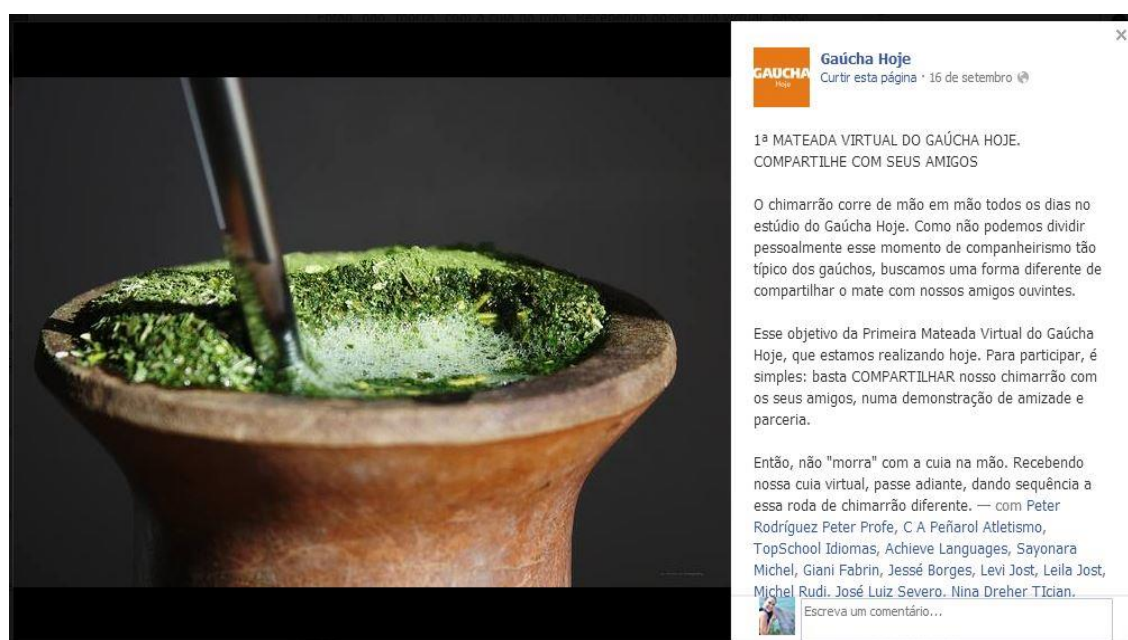 GAÚCHA
Hoje
Gaúcha Hoje
Curtir esta página · 16 de setembro
1ª MATEADA VIRTUAL DO GAÚCHA HOJE.
COMPARTILHE COM SEUS AMIGOS
O chimarrão corre de mão em mão todos os dias no
estúdio do Gaúcha Hoje. Como não podemos dividir
pessoalmente esse momento de companheirismo tão
típico dos gaúchos, buscamos uma forma diferente de
compartilhar o mate com nossos amigos ouvintes.
Esse objetivo da Primeira Mateada Virtual do Gaúcha
Hoje, que estamos realizando hoje. Para participar, é
simples: basta COMPARTILHAR nosso chimarrão com
os seus amigos, numa demonstração de amizade e
parceria.
Então, não "morra" com a cuia na mão. Recebendo
nossa cuia virtual, passe adiante, dando sequência a
essa roda de chimarrão diferente. — com Peter
Rodríguez Peter Profe, C A Peñarol Atletismo,
TopSchool Idiomas, Achieve Languages, Sayonara
Michel, Giani Fabrin, Jessé Borges, Levi Jost, Leila Jost,
Michel Rudi, José Luiz Severo, Nina Dreher TIcian,
Escreva um comentário...